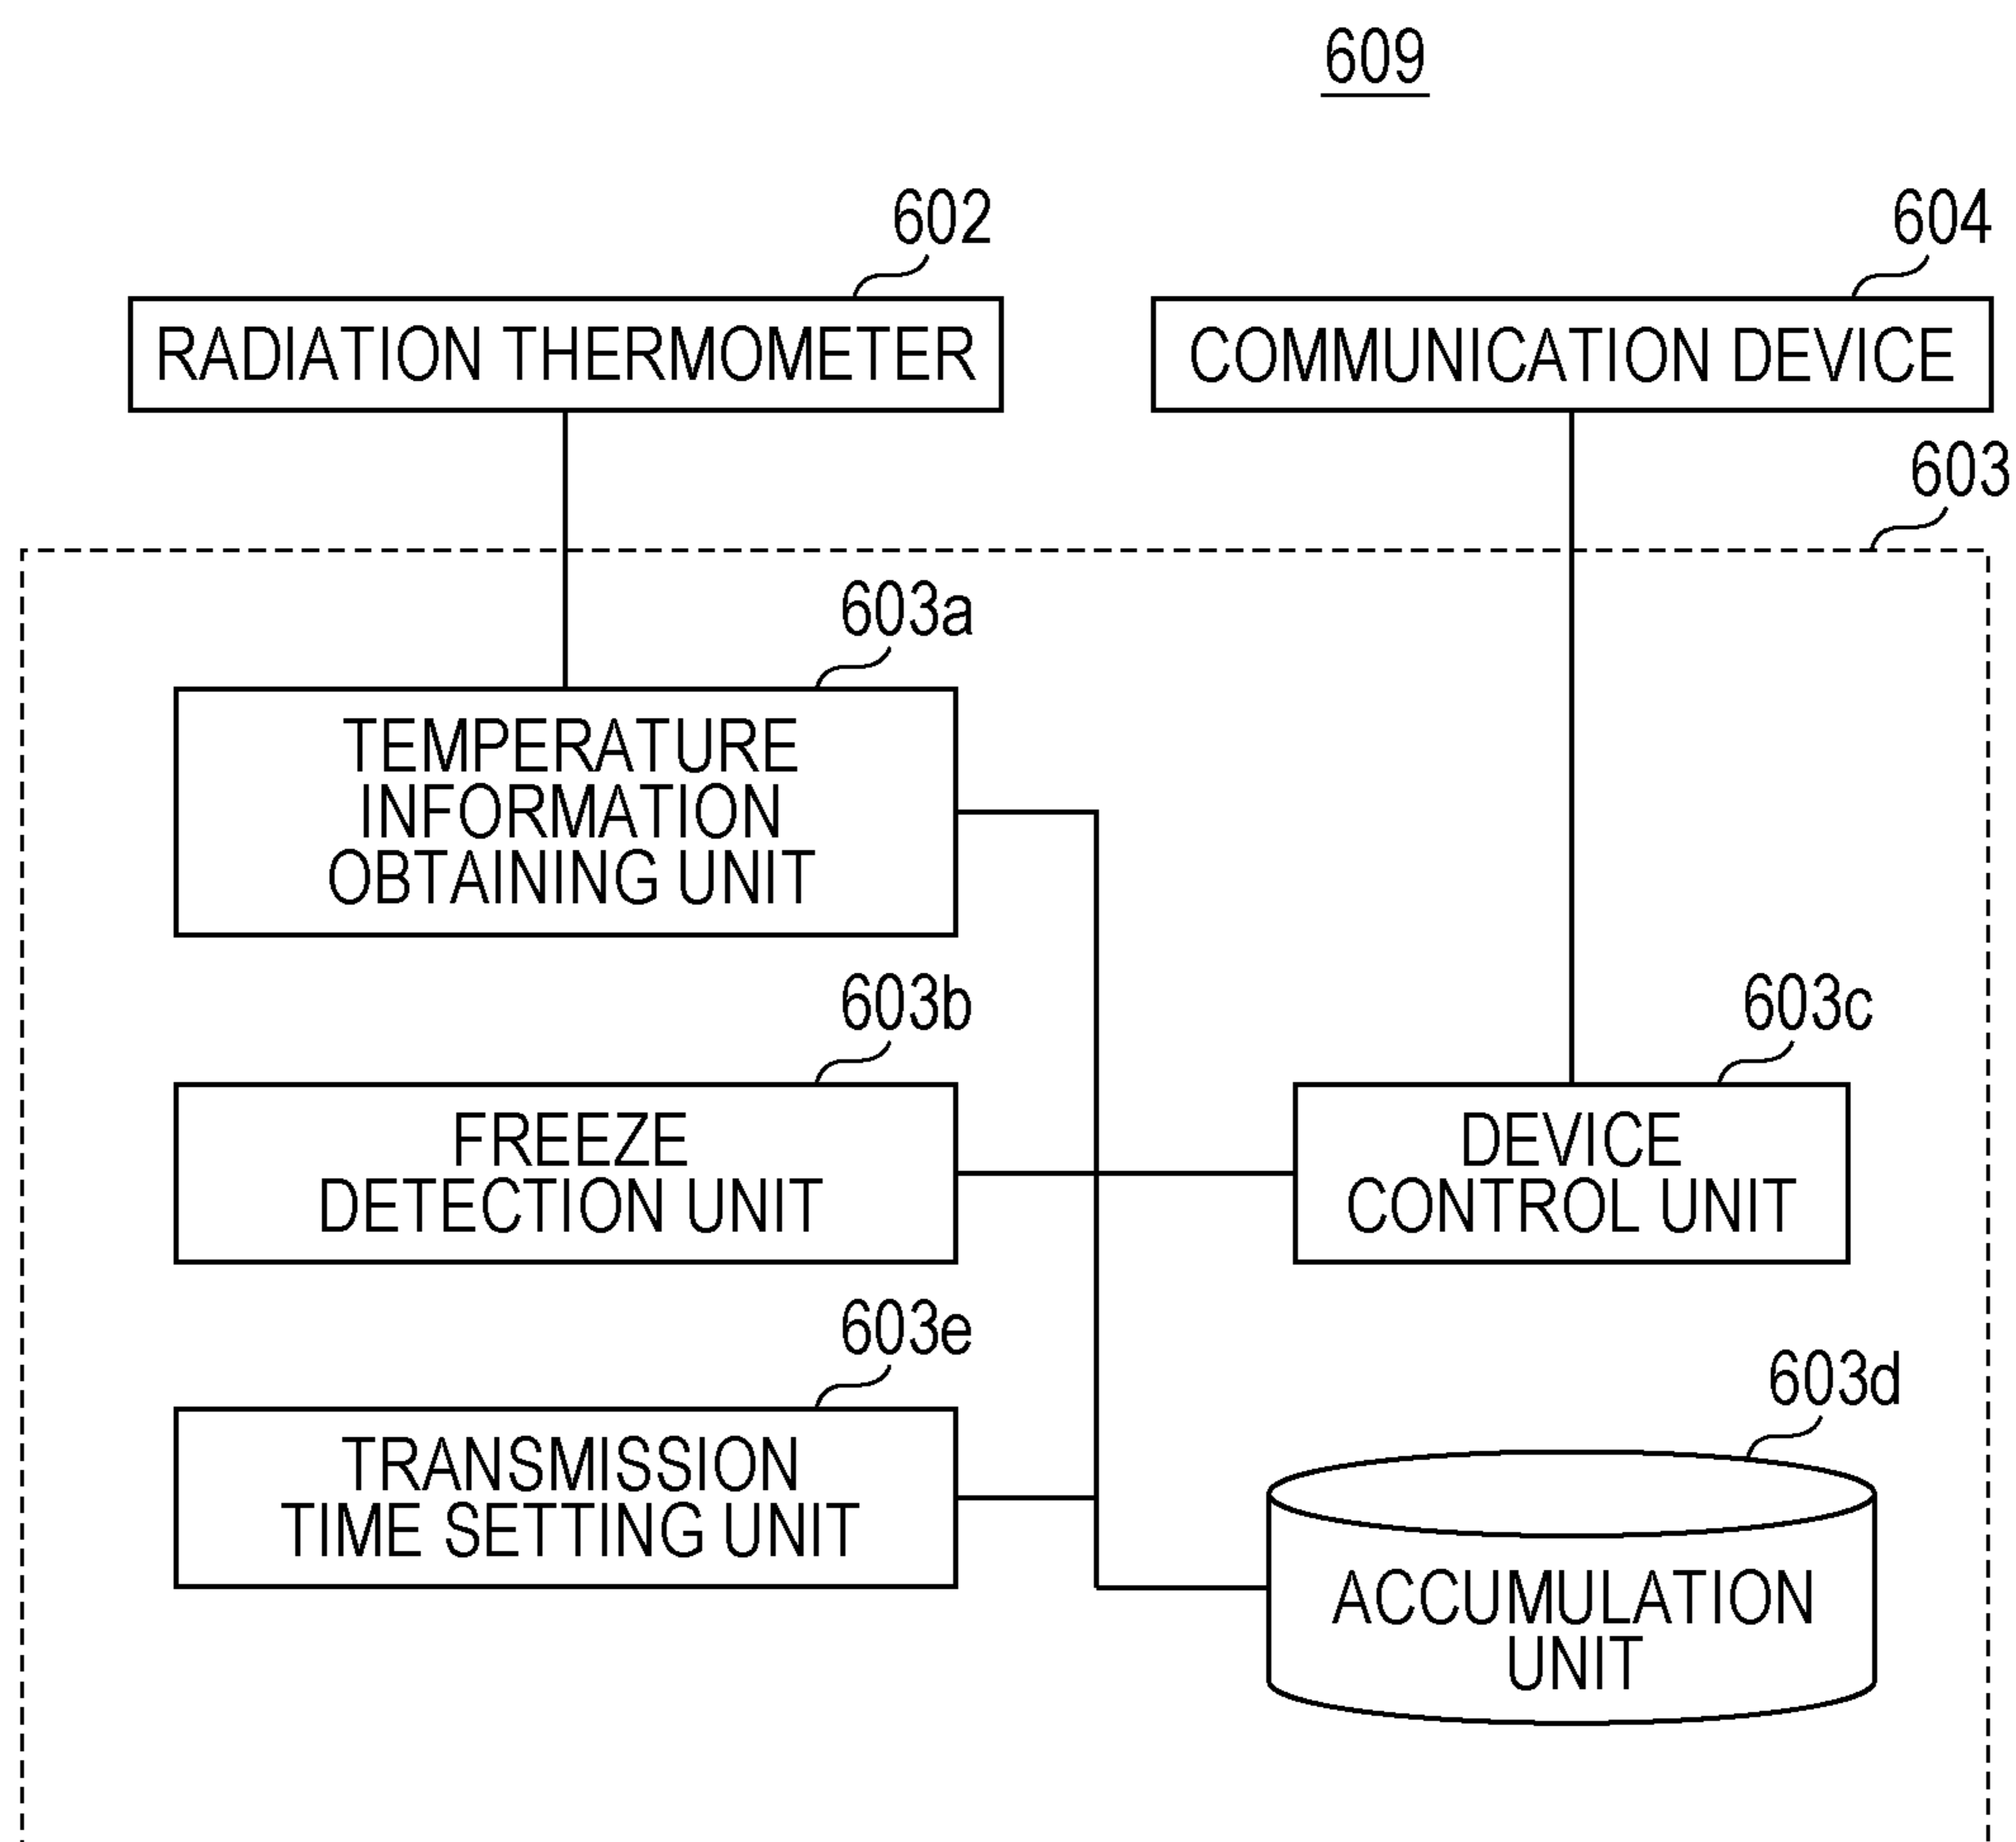 609
602
604
RADIATION THERMOMETER
COMMUNICATION DEVICE
603
603a
TEMPERATURE
INFORMATION
OBTAINING UNIT
603b
603c
FREEZE
DETECTION UNIT
DEVICE
CONTROL UNIT
603e
603d
TRANSMISSION
TIME SETTING UNIT
ACCUMULATION
UNIT